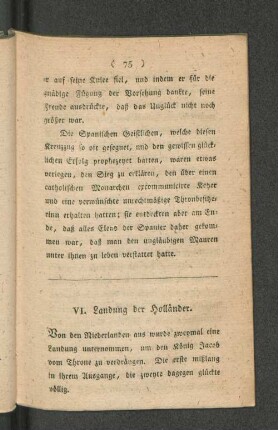 ( 75 )
er auf seine Kniee fiel, und indem er für die
gnädige Fügung der Vorsehung dankte, seine
Freude ausdrückte, daß das Unglück nicht noch
größer war.
Die Spanischen Geistlichen, welche diesen
Kreuzzug so oft gesegnet, und den gewissen glück-
lichen Erfolg prophezeyet hatten, waren etwas
verlegen, den Sieg zu erklären, den über einen
catholischen Monarchen excommunicirte Ketzer
und eine verwünschte unrechtmäßige Thronbesitze-
rinn erhalten hatten; sie entdeckten aber am En-
de, daß alles Elend der Spanier daher gekom-
men war, daß man den ungläubigen Mauren
unter ihnen zu leben verstattet hatte.
VI. Landung der Holländer.
Von den Niederlanden aus wurde zweymal eine
Landung unternommen, um den König Jacob
vom Throne zu verdrängen. Die erste mißlang
in ihrem Ausgange, die zweyte dagegen glückte
völlig.